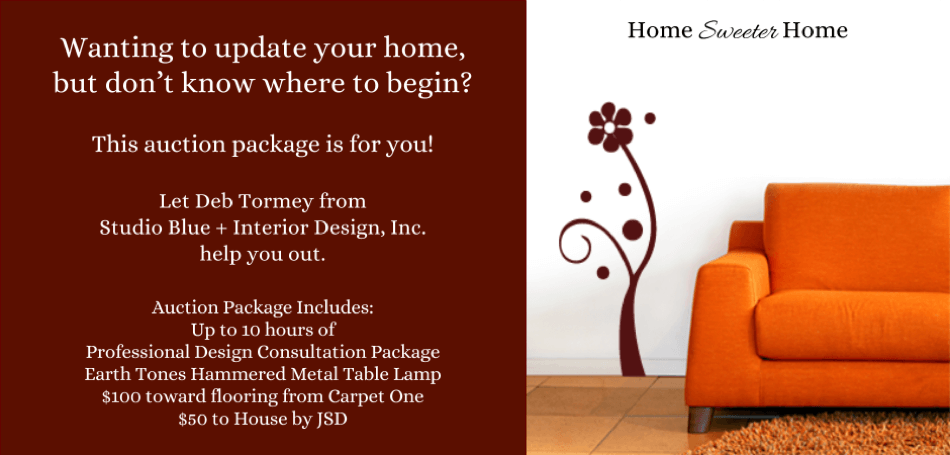 Wanting to update your home,
but don’t know where to begin?
This auction package is for you!
Let Deb Tormey from
Studio Blue + Interior Design, Inc.
help you out.
Auction Package Includes:
Up to 10 hours of
Professional Design Consultation Package
Earth Tones Hammered Metal Table Lamp
$100 toward flooring from Carpet One
$50 to House by JSD
Home Sweeter Home